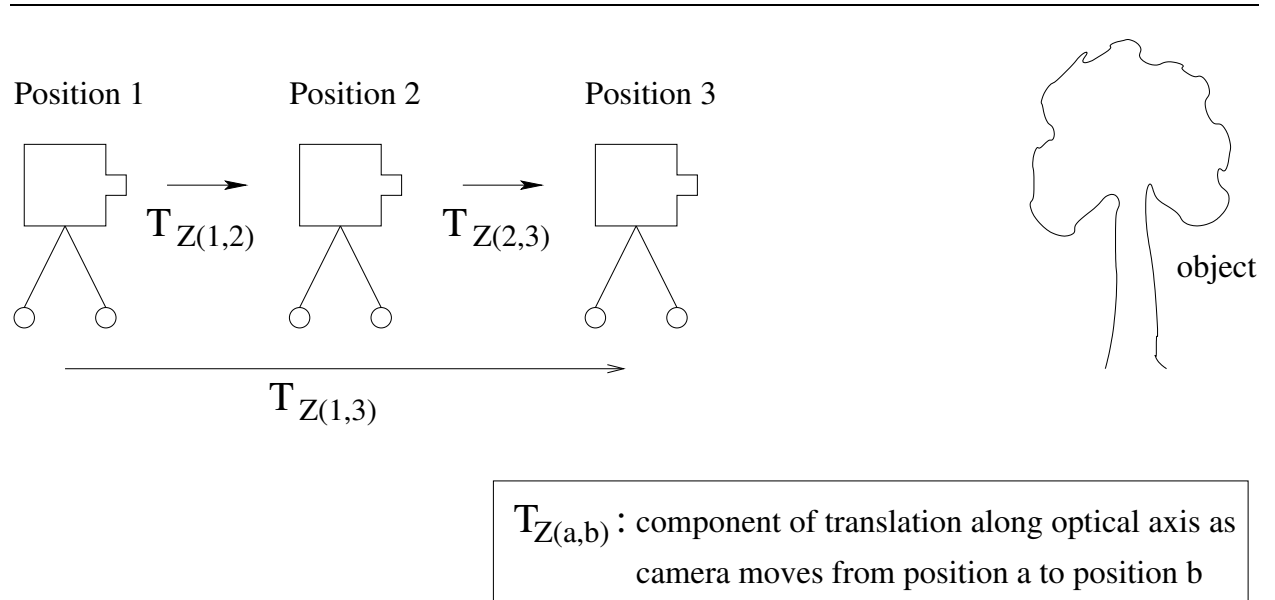 Position 1
Position 2
Position 3
T Z(1,2)
T Z(2,3)
object
T Z(1,3)
T Z(a,b) : component of translation along optical axis as
camera moves from position a to position b